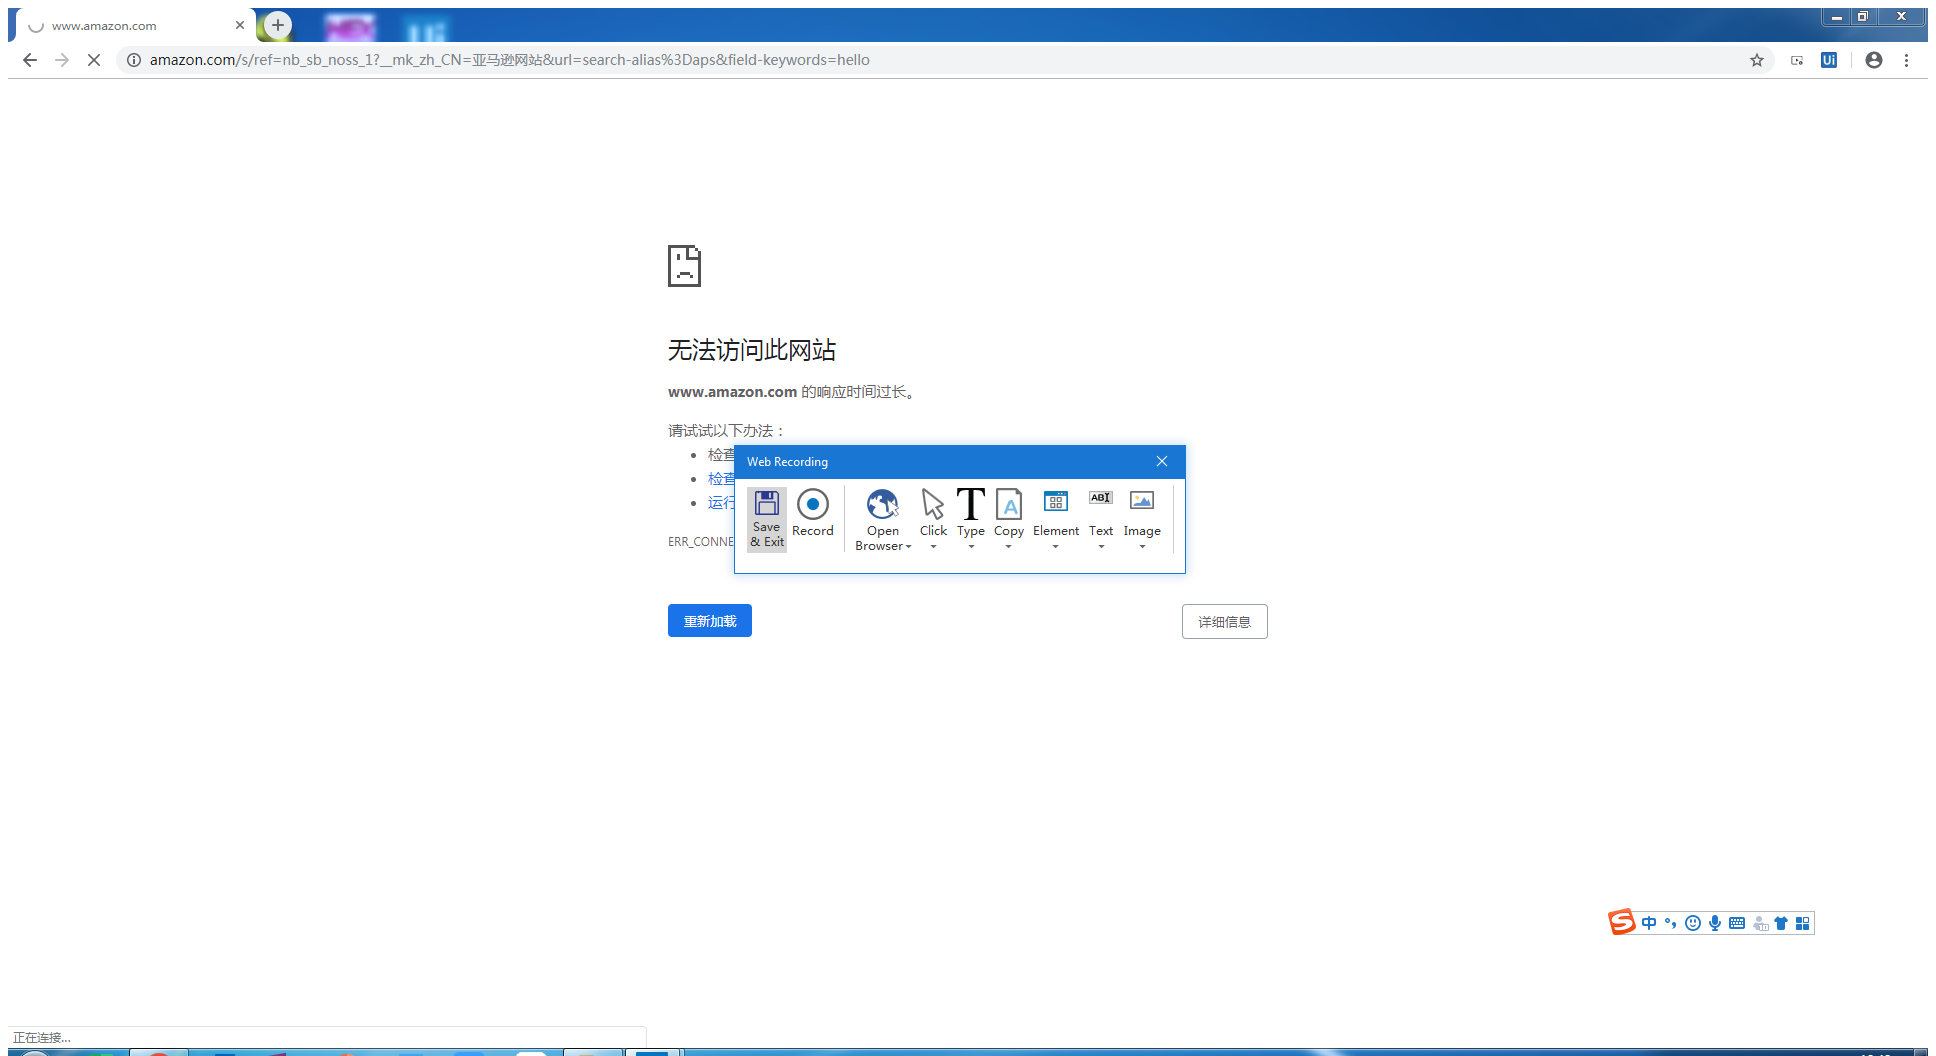 www.amazon.com
amazon.com/s/ref=nb_sb_noss_1?__mk_zh_CN=亚马逊网站&url=search-alias%3Daps&field-keywords=hello
Ui
无法访问此网站
www.amazon.com 的响应时间过长。
请试试以下办法：
检查
检查
运行
ERR_CONNE
Web Recording
Save & Exit
Record
Open Browser
Click
Type
Copy
Element
Text
Image
重新加载
详细信息
中
正在连接...